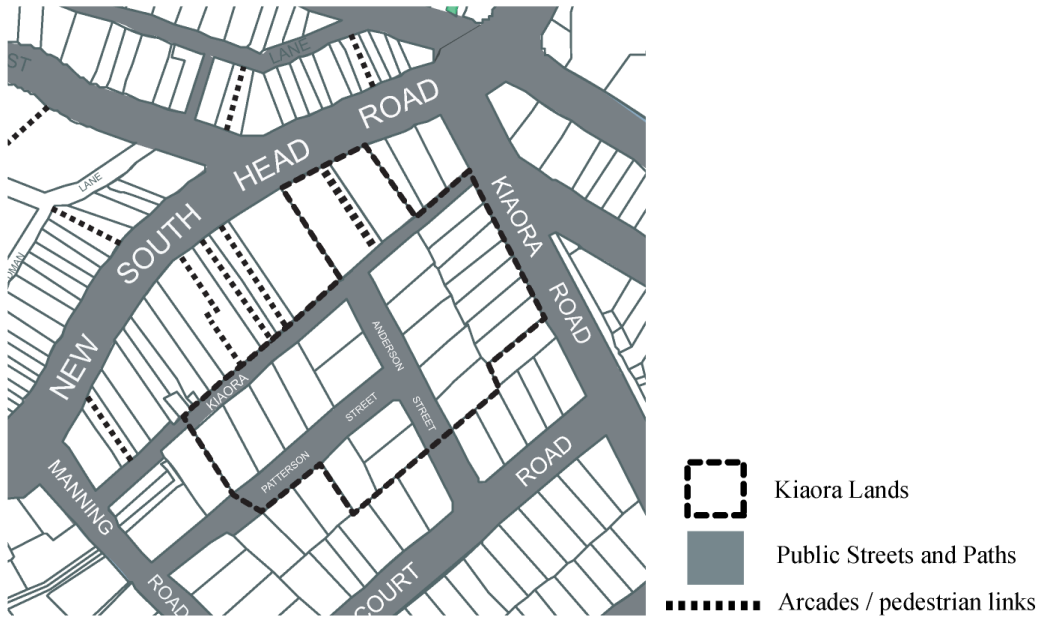 ST
LANE
NEW SOUTH HEAD ROAD
LANE
KIAORA ROAD
ANDERSON STREET
KIAORA
PATTERSON STREET
MANNING ROAD
COURT ROAD
Kiaora Lands
Public Streets and Paths
Arcades / pedestrian links